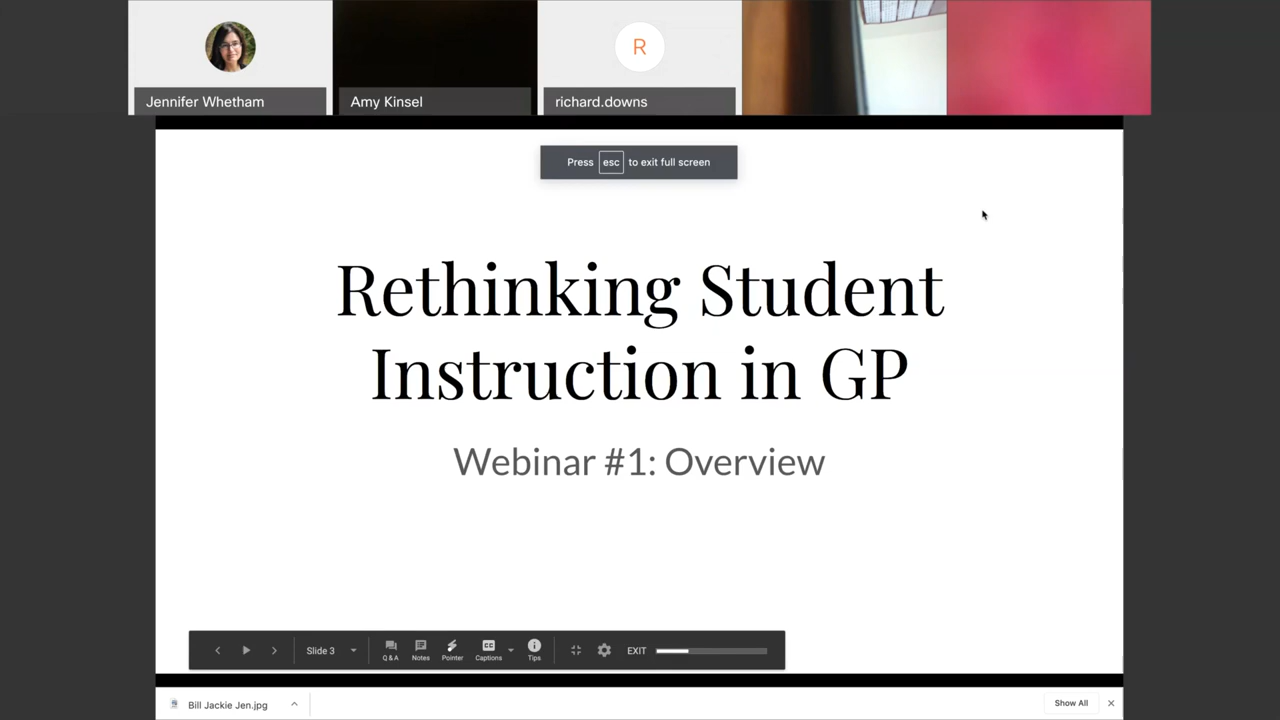 Jennifer Whetham
Amy Kinsel
R
richard.downs
Press esc to exit full screen
Rethinking Student
Instruction in GP
Webinar #1: Overview
Slide 3
Q & A
Notes
Pointer
CC
Captions
Tips
EXIT
Bill Jackie Jen.jpg
Show All